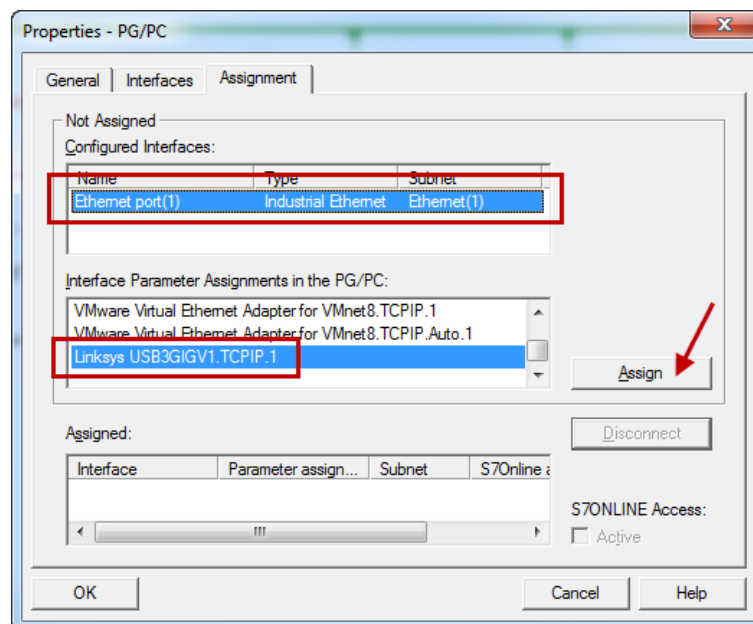 Properties - PG/PC
General Interfaces Assignment
Not Assigned
Configured Interfaces:
Name Type Subnet
Ethernet port(1) Industrial Ethernet Ethernet(1)
Interface Parameter Assignments in the PG/PC:
VMware Virtual Ethernet Adapter for VMnet8.TCPIP.1
VMware Virtual Ethernet Adapter for VMnet8.TCPIP.Auto.1
Linksys USB3GIGV1.TCPIP.1
Assign
Assigned:
Disconnect
Interface Parameter assign... Subnet S7Online a
S7ONLINE Access:
Active
OK Cancel Help